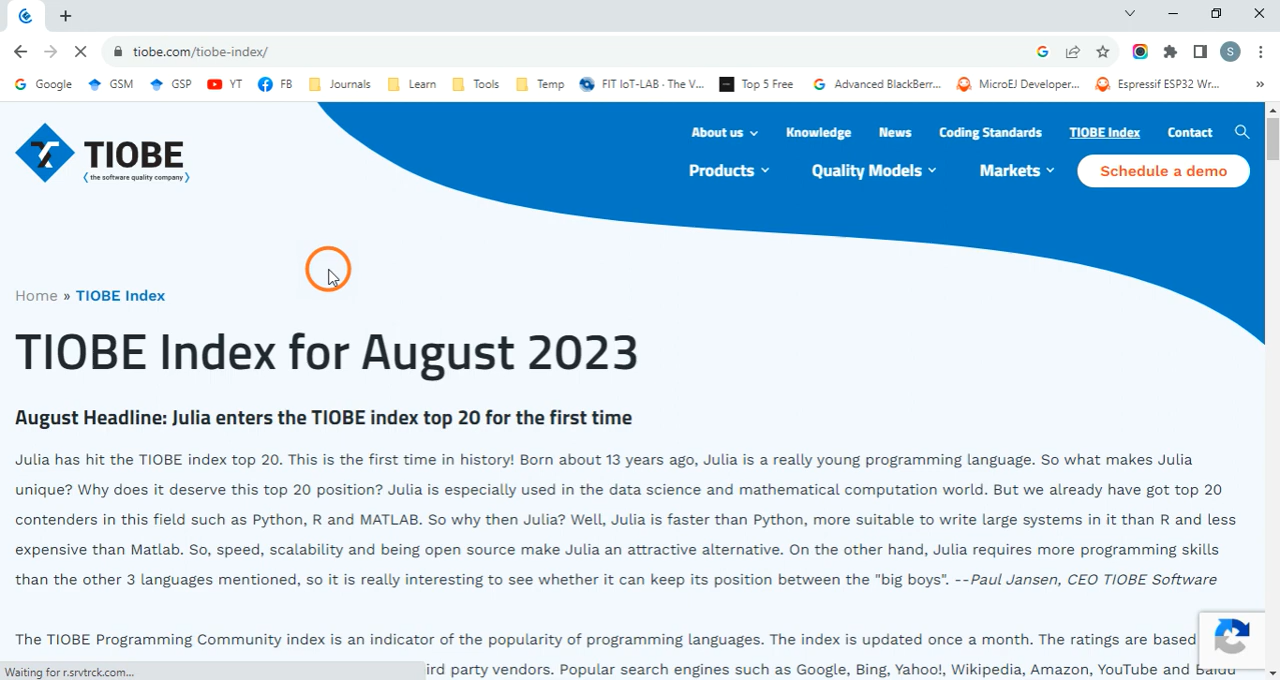 tiobe.com/tiobe-index/
S
Google GSM GSP YT FB Journals Learn Tools Temp FIT IoT-LAB - The V... Top 5 Free Advanced BlackBerr... MicroEJ Developer... Espressif ESP32 Wr... »
TIOBE
⟨ the software quality company ⟩
About us Knowledge News Coding Standards TIOBE Index Contact
Products Quality Models Markets Schedule a demo
Home » TIOBE Index
TIOBE Index for August 2023
August Headline: Julia enters the TIOBE index top 20 for the first time
Julia has hit the TIOBE index top 20. This is the first time in history! Born about 13 years ago, Julia is a really young programming language. So what makes Julia
unique? Why does it deserve this top 20 position? Julia is especially used in the data science and mathematical computation world. But we already have got top 20
contenders in this field such as Python, R and MATLAB. So why then Julia? Well, Julia is faster than Python, more suitable to write large systems in it than R and less
expensive than Matlab. So, speed, scalability and being open source make Julia an attractive alternative. On the other hand, Julia requires more programming skills
than the other 3 languages mentioned, so it is really interesting to see whether it can keep its position between the "big boys". --Paul Jansen, CEO TIOBE Software
The TIOBE Programming Community index is an indicator of the popularity of programming languages. The index is updated once a month. The ratings are based
ird party vendors. Popular search engines such as Google, Bing, Yahoo!, Wikipedia, Amazon, YouTube and Baidu
Waiting for r.srvtrck.com...